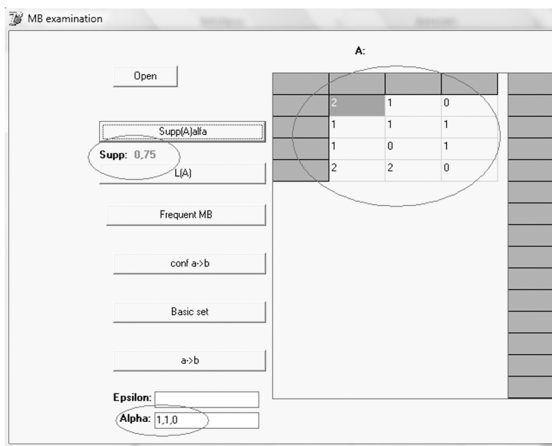 MB examination
A:
Open
2 1 0
Supp(A)alfa
1 1 1
Supp: 0,75
1 0 1
L(A)
2 2 0
Frequent MB
conf a->b
Basic set
a->b
Epsilon:
Alpha: 1,1,0